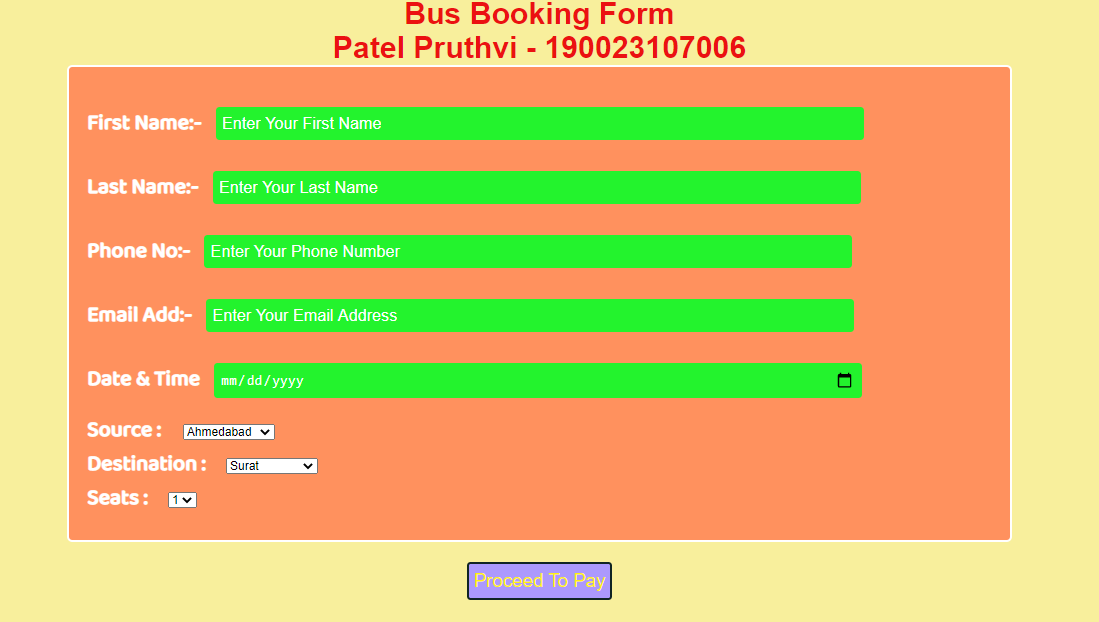 Bus Booking Form
Patel Pruthvi - 190023107006
First Name:- Enter Your First Name
Last Name:- Enter Your Last Name
Phone No:- Enter Your Phone Number
Email Add:- Enter Your Email Address
Date & Time mm/dd/yyyy
Source : Ahmedabad
Destination : Surat
Seats : 1
Proceed To Pay